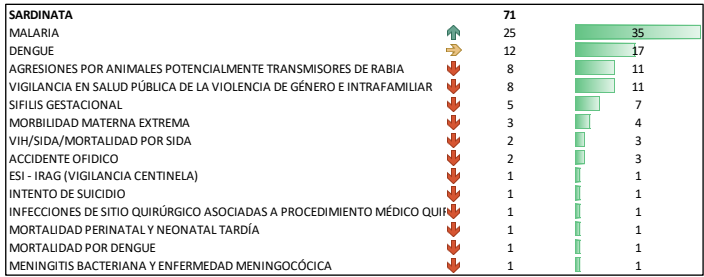 SARDINATA 71
MALARIA 25 35
DENGUE 12 17
AGRESIONES POR ANIMALES POTENCIALMENTE TRANSMISORES DE RABIA 8 11
VIGILANCIA EN SALUD PÚBLICA DE LA VIOLENCIA DE GÉNERO E INTRAFAMILIAR 8 11
SIFILIS GESTACIONAL 5 7
MORBILIDAD MATERNA EXTREMA 3 4
VIH/SIDA/MORTALIDAD POR SIDA 2 3
ACCIDENTE OFIDICO 2 3
ESI - IRAG (VIGILANCIA CENTINELA) 1 1
INTENTO DE SUICIDIO 1 1
INFECCIONES DE SITIO QUIRÚRGICO ASOCIADAS A PROCEDIMIENTO MÉDICO 1 1
MORTALIDAD PERINATAL Y NEONATAL TARDÍA 1 1
MORTALIDAD POR DENGUE 1 1
MENINGITIS BACTERIANA Y ENFERMEDAD MENINGOCÓCICA 1 1